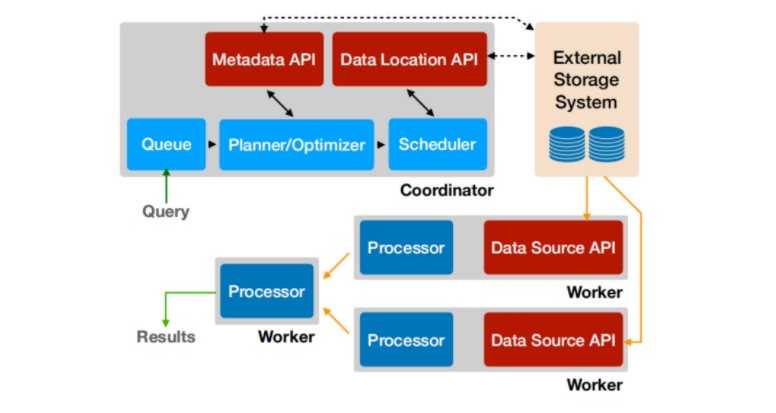 Metadata API
Data Location API
External
Storage
System
Queue
Planner/Optimizer
Scheduler
Coordinator
Query
Processor
Data Source API
Worker
Processor
Results
Worker
Processor
Data Source API
Worker